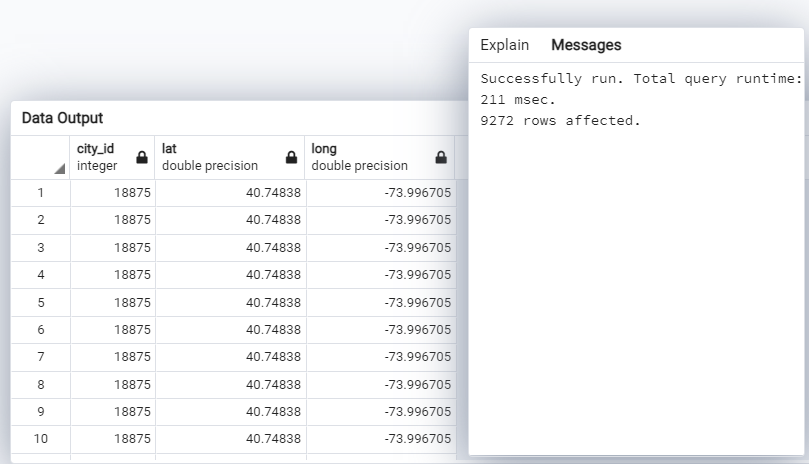 Explain Messages
Successfully run. Total query runtime:
211 msec.
9272 rows affected.
Data Output
city_id lat long
integer double precision double precision
1 18875 40.74838 -73.996705
2 18875 40.74838 -73.996705
3 18875 40.74838 -73.996705
4 18875 40.74838 -73.996705
5 18875 40.74838 -73.996705
6 18875 40.74838 -73.996705
7 18875 40.74838 -73.996705
8 18875 40.74838 -73.996705
9 18875 40.74838 -73.996705
10 18875 40.74838 -73.996705